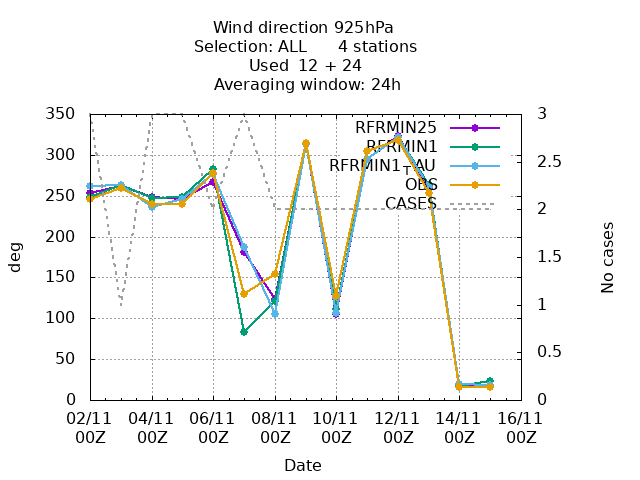 Wind direction 925hPa
Selection: ALL 4 stations
Used 12 + 24
Averaging window: 24h
350
300
250
200
150
100
50
0
3
2.5
2
1.5
1
0.5
0
deg
No cases
RFRMIN25
RFRMIN1
RFRMIN1_AU
OBS
CASES
02/11 04/11 06/11 08/11 10/11 12/11 14/11 16/11
00Z 00Z 00Z 00Z 00Z 00Z 00Z 00Z
Date